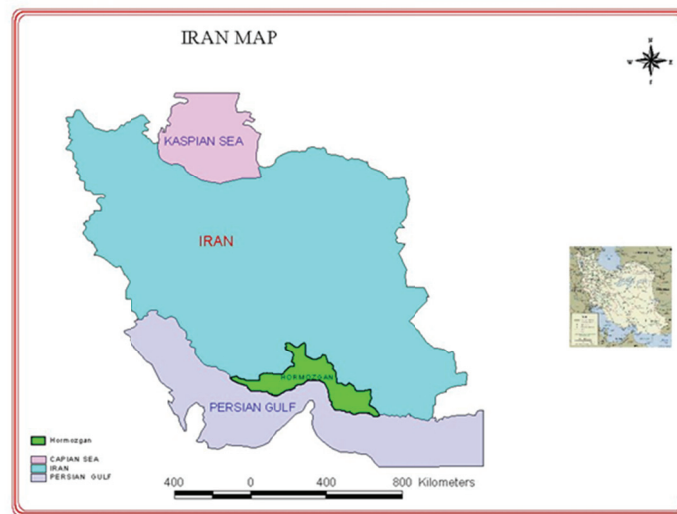 IRAN MAP
N
W
E
KASPIAN SEA
IRAN
HORMOZGAN
PERSIAN GULF
Hormozgan
CAPIAN SEA
IRAN
PERSIAN GULF
400 0 400 800 Kilometers